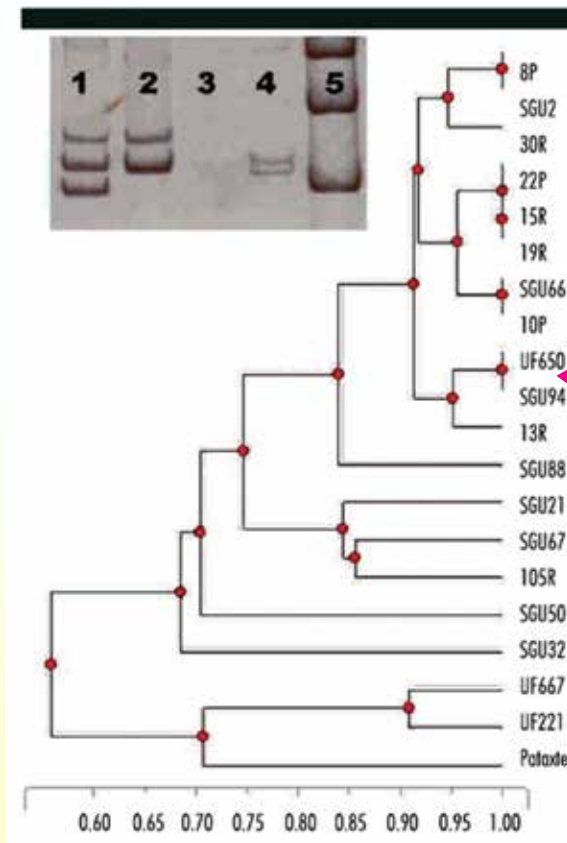 1 2 3 4 5
8P
SGU2
30R
22P
15R
19R
SGU66
10P
UF650
SGU94
13R
SGU88
SGU21
SGU67
105R
SGU50
SGU32
UF667
UF221
Pataxte
0.60 0.65 0.70 0.75 0.80 0.85 0.90 0.95 1.00